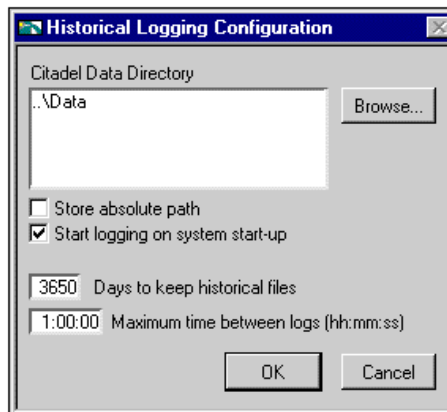 Historical Logging Configuration
Citadel Data Directory
..\Data
Browse...
Store absolute path
Start logging on system start-up
3650 Days to keep historical files
1:00:00 Maximum time between logs (hh:mm:ss)
OK Cancel